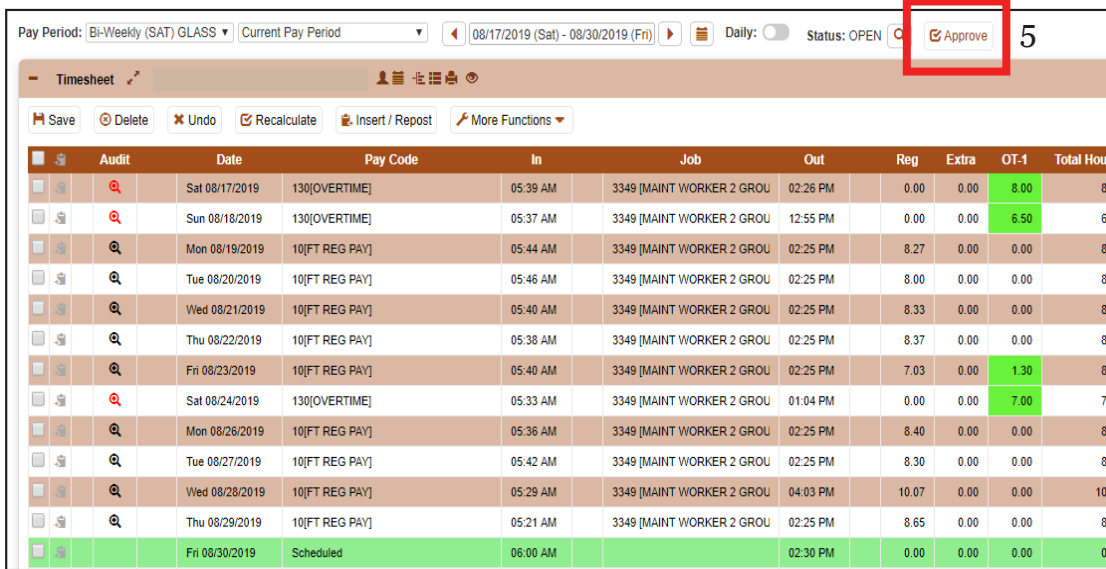 Pay Period: Bi-Weekly (SAT) GLASS Current Pay Period 08/17/2019 (Sat) - 08/30/2019 (Fri) Daily: Status: OPEN Approve 5
Timesheet
Save Delete Undo Recalculate Insert / Repost More Functions
Audit Date Pay Code In Job Out Reg Extra OT-1 Total Hou
Sat 08/17/2019 130[OVERTIME] 05:39 AM 3349 [MAINT WORKER 2 GROU 02:26 PM 0.00 0.00 8.00 8
Sun 08/18/2019 130[OVERTIME] 05:37 AM 3349 [MAINT WORKER 2 GROU 12:55 PM 0.00 0.00 6.50 6
Mon 08/19/2019 10[FT REG PAY] 05:44 AM 3349 [MAINT WORKER 2 GROU 02:25 PM 8.27 0.00 0.00 8
Tue 08/20/2019 10[FT REG PAY] 05:46 AM 3349 [MAINT WORKER 2 GROU 02:25 PM 8.00 0.00 0.00 8
Wed 08/21/2019 10[FT REG PAY] 05:40 AM 3349 [MAINT WORKER 2 GROU 02:25 PM 8.33 0.00 0.00 8
Thu 08/22/2019 10[FT REG PAY] 05:38 AM 3349 [MAINT WORKER 2 GROU 02:25 PM 8.37 0.00 0.00 8
Fri 08/23/2019 10[FT REG PAY] 05:40 AM 3349 [MAINT WORKER 2 GROU 02:25 PM 7.03 0.00 1.30 8
Sat 08/24/2019 130[OVERTIME] 05:33 AM 3349 [MAINT WORKER 2 GROU 01:04 PM 0.00 0.00 7.00 7
Mon 08/26/2019 10[FT REG PAY] 05:36 AM 3349 [MAINT WORKER 2 GROU 02:25 PM 8.40 0.00 0.00 8
Tue 08/27/2019 10[FT REG PAY] 05:42 AM 3349 [MAINT WORKER 2 GROU 02:25 PM 8.30 0.00 0.00 8
Wed 08/28/2019 10[FT REG PAY] 05:29 AM 3349 [MAINT WORKER 2 GROU 04:03 PM 10.07 0.00 0.00 10
Thu 08/29/2019 10[FT REG PAY] 05:21 AM 3349 [MAINT WORKER 2 GROU 02:25 PM 8.65 0.00 0.00 8
Fri 08/30/2019 Scheduled 06:00 AM 02:30 PM 0.00 0.00 0.00 0